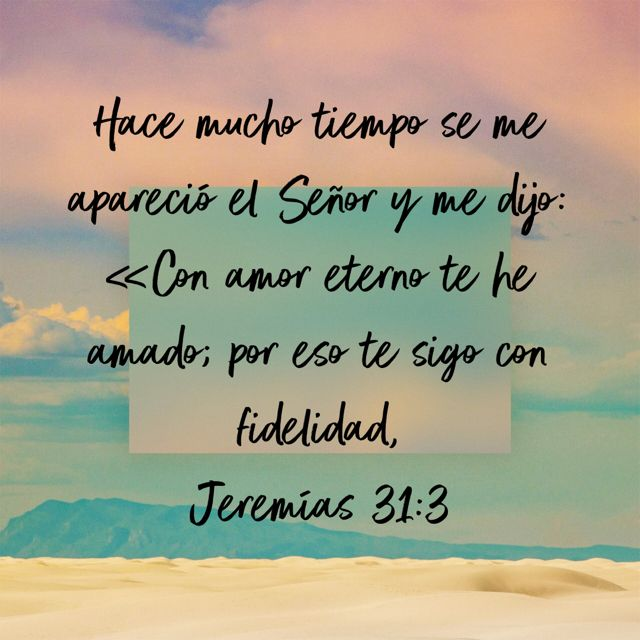 Hace mucho tiempo se me
apareció el Señor y me dijo:
«Con amor eterno te he
amado; por eso te sigo con
fidelidad,
Jeremías 31:3